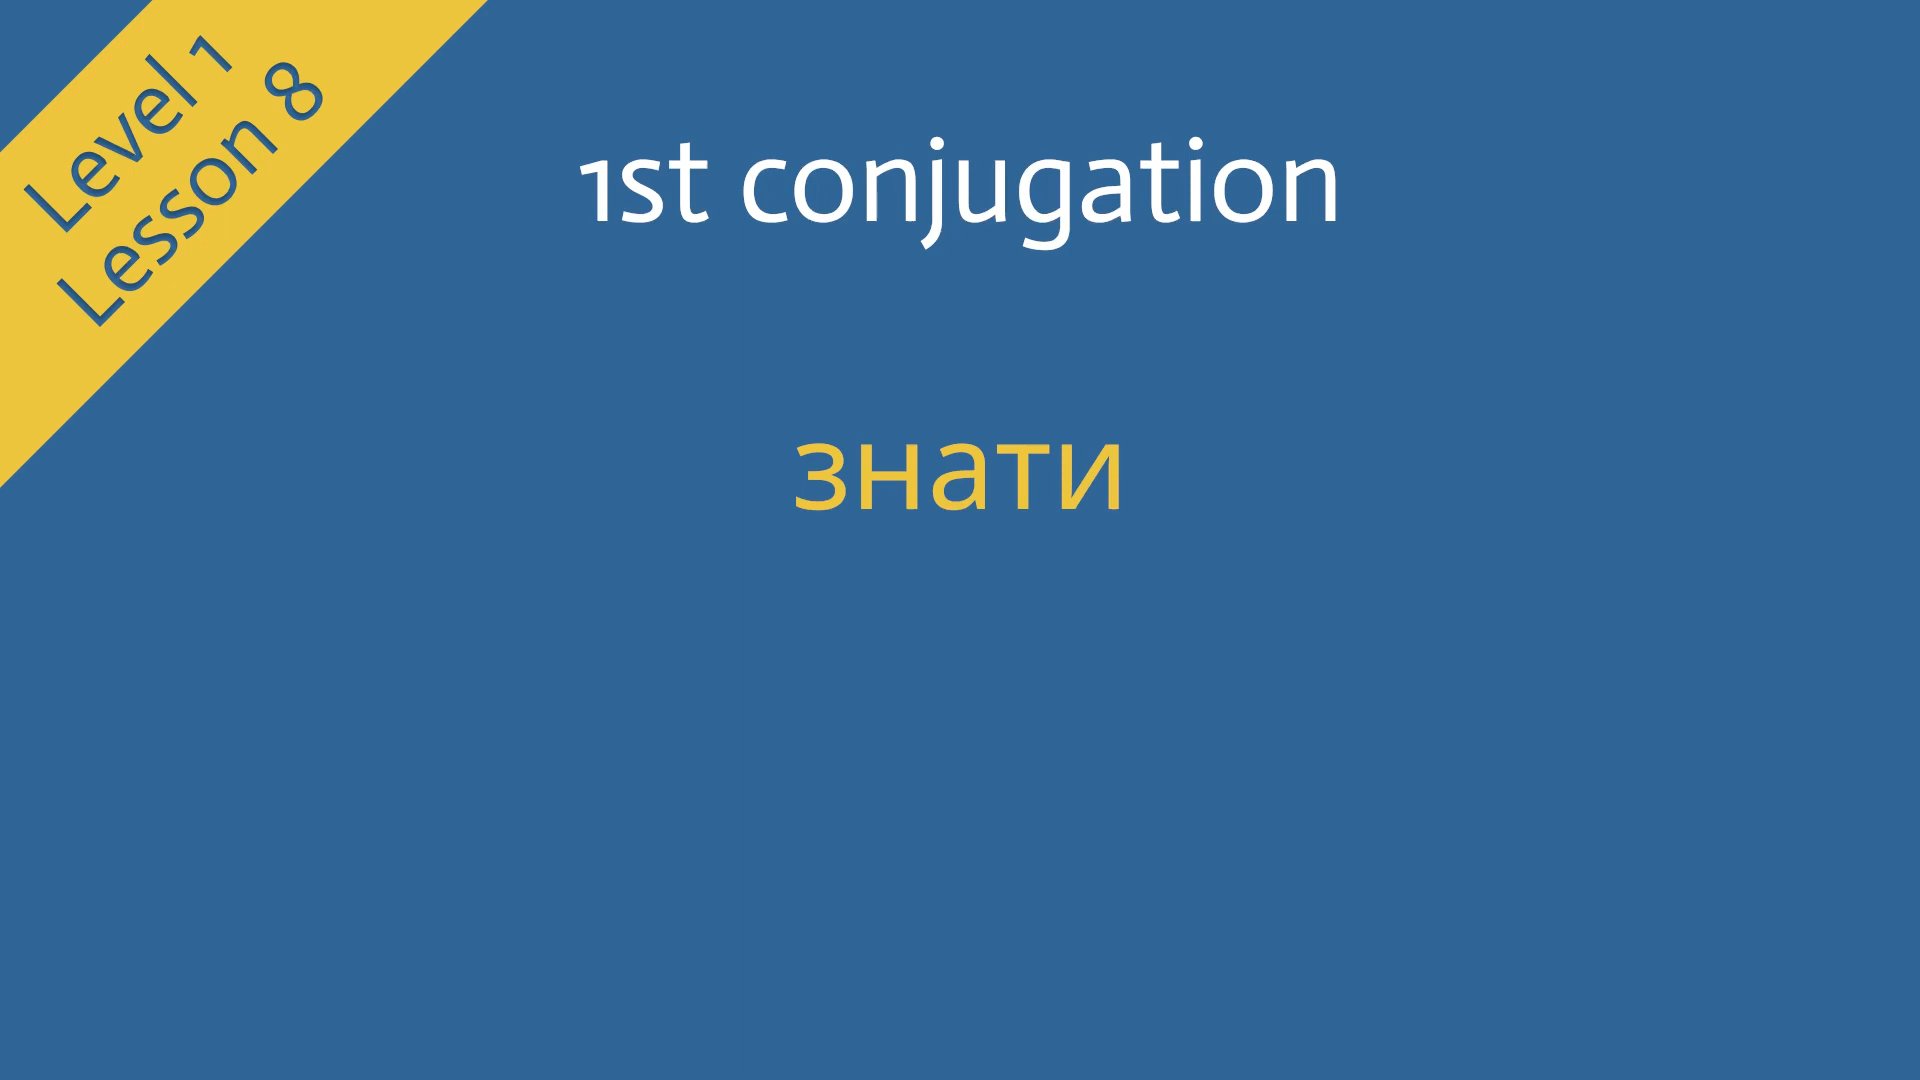 Level 1
Lesson 8
1st conjugation
знати